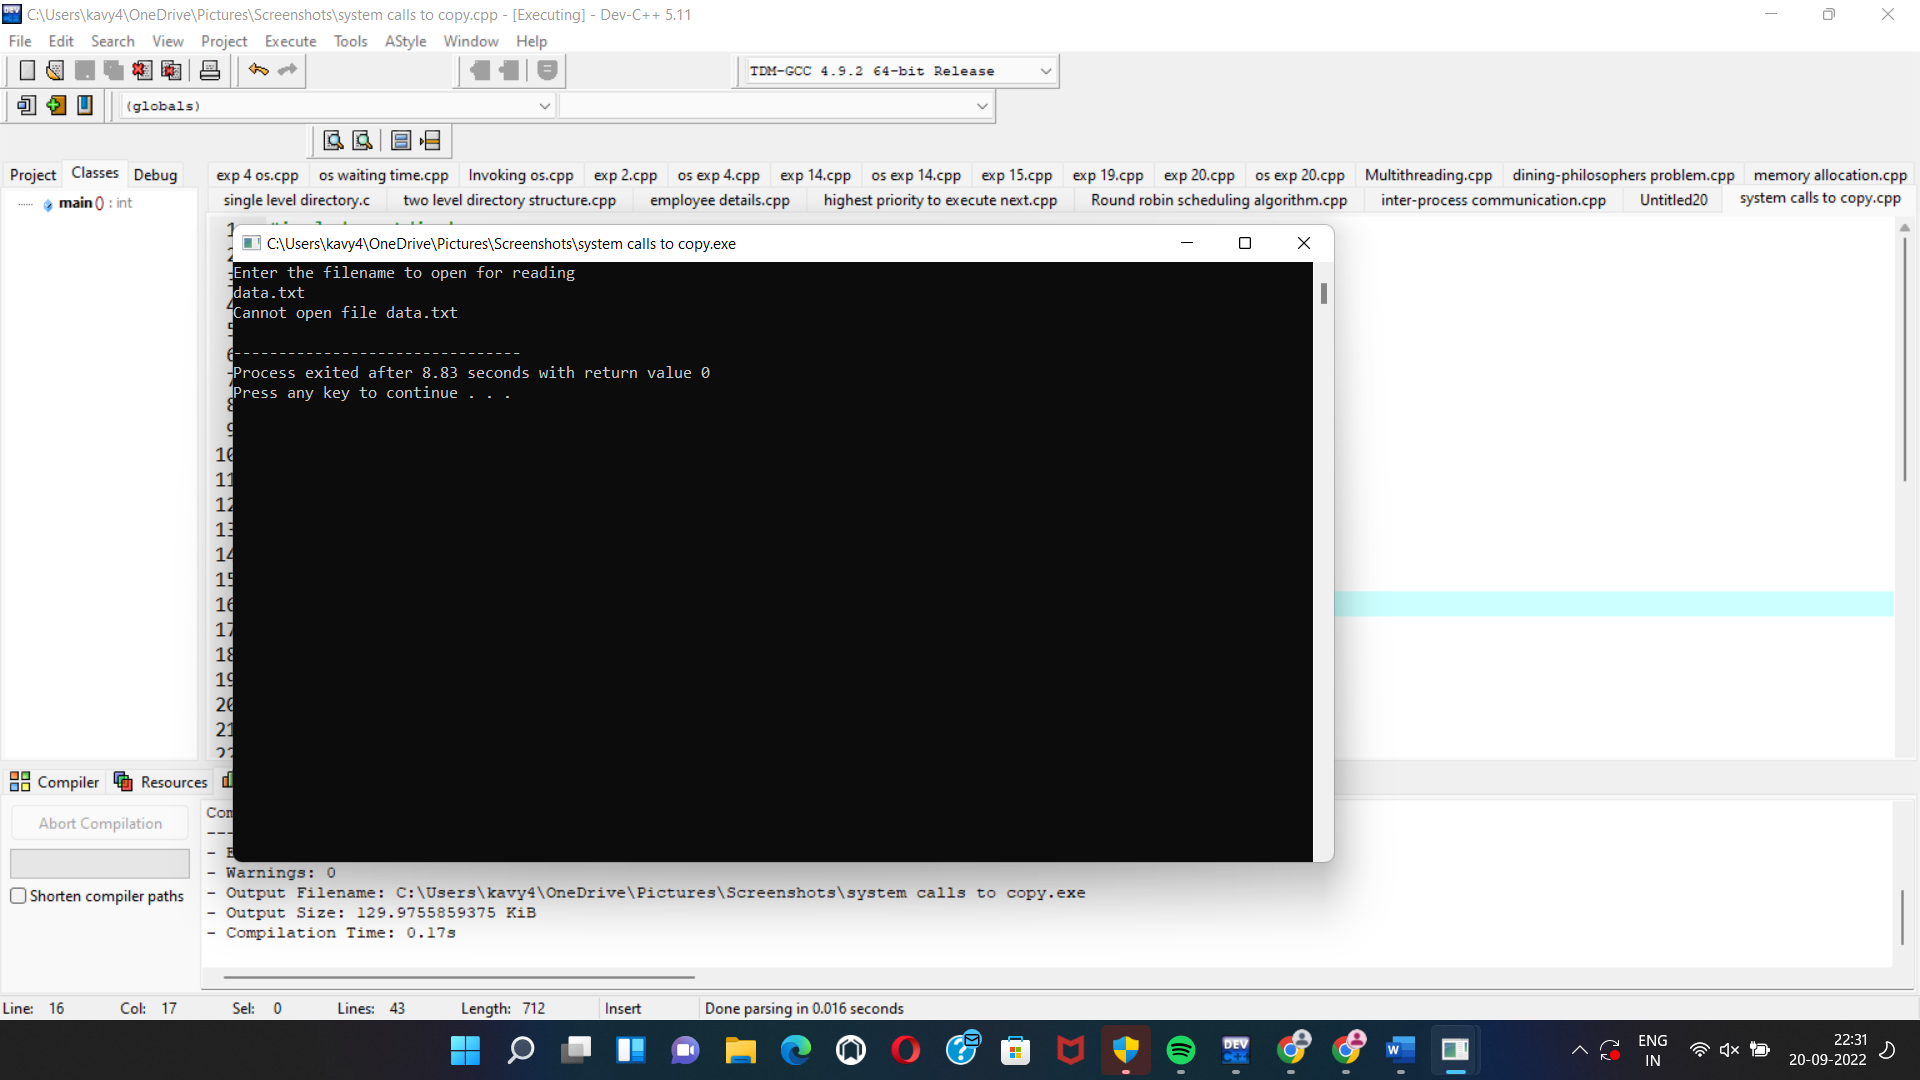 C:\Users\kavy4\OneDrive\Pictures\Screenshots\system calls to copy.cpp - [Executing] - Dev-C++ 5.11
File Edit Search View Project Execute Tools AStyle Window Help
TDM-GCC 4.9.2 64-bit Release
(globals)
Project Classes Debug
exp 4 os.cpp os waiting time.cpp Invoking os.cpp exp 2.cpp os exp 4.cpp exp 14.cpp os exp 14.cpp exp 15.cpp exp 19.cpp exp 20.cpp os exp 20.cpp Multithreading.cpp dining-philosophers problem.cpp memory allocation.cpp
single level directory.c two level directory structure.cpp employee details.cpp highest priority to execute next.cpp Round robin scheduling algorithm.cpp inter-process communication.cpp Untitled20 system calls to copy.cpp
main () : int
1
C:\Users\kavy4\OneDrive\Pictures\Screenshots\system calls to copy.exe
Enter the filename to open for reading
data.txt
Cannot open file data.txt
--------------------------------
Process exited after 8.83 seconds with return value 0
Press any key to continue . . .
10
11
12
13
14
15
16
17
18
19
20
21
22
Compiler Resources
Abort Compilation
Shorten compiler paths
- Warnings: 0
- Output Filename: C:\Users\kavy4\OneDrive\Pictures\Screenshots\system calls to copy.exe
- Output Size: 129.9755859375 KiB
- Compilation Time: 0.17s
Line: 16 Col: 17 Sel: 0 Lines: 43 Length: 712 Insert Done parsing in 0.016 seconds
DEV C++
ENG
IN
22:31
20-09-2022